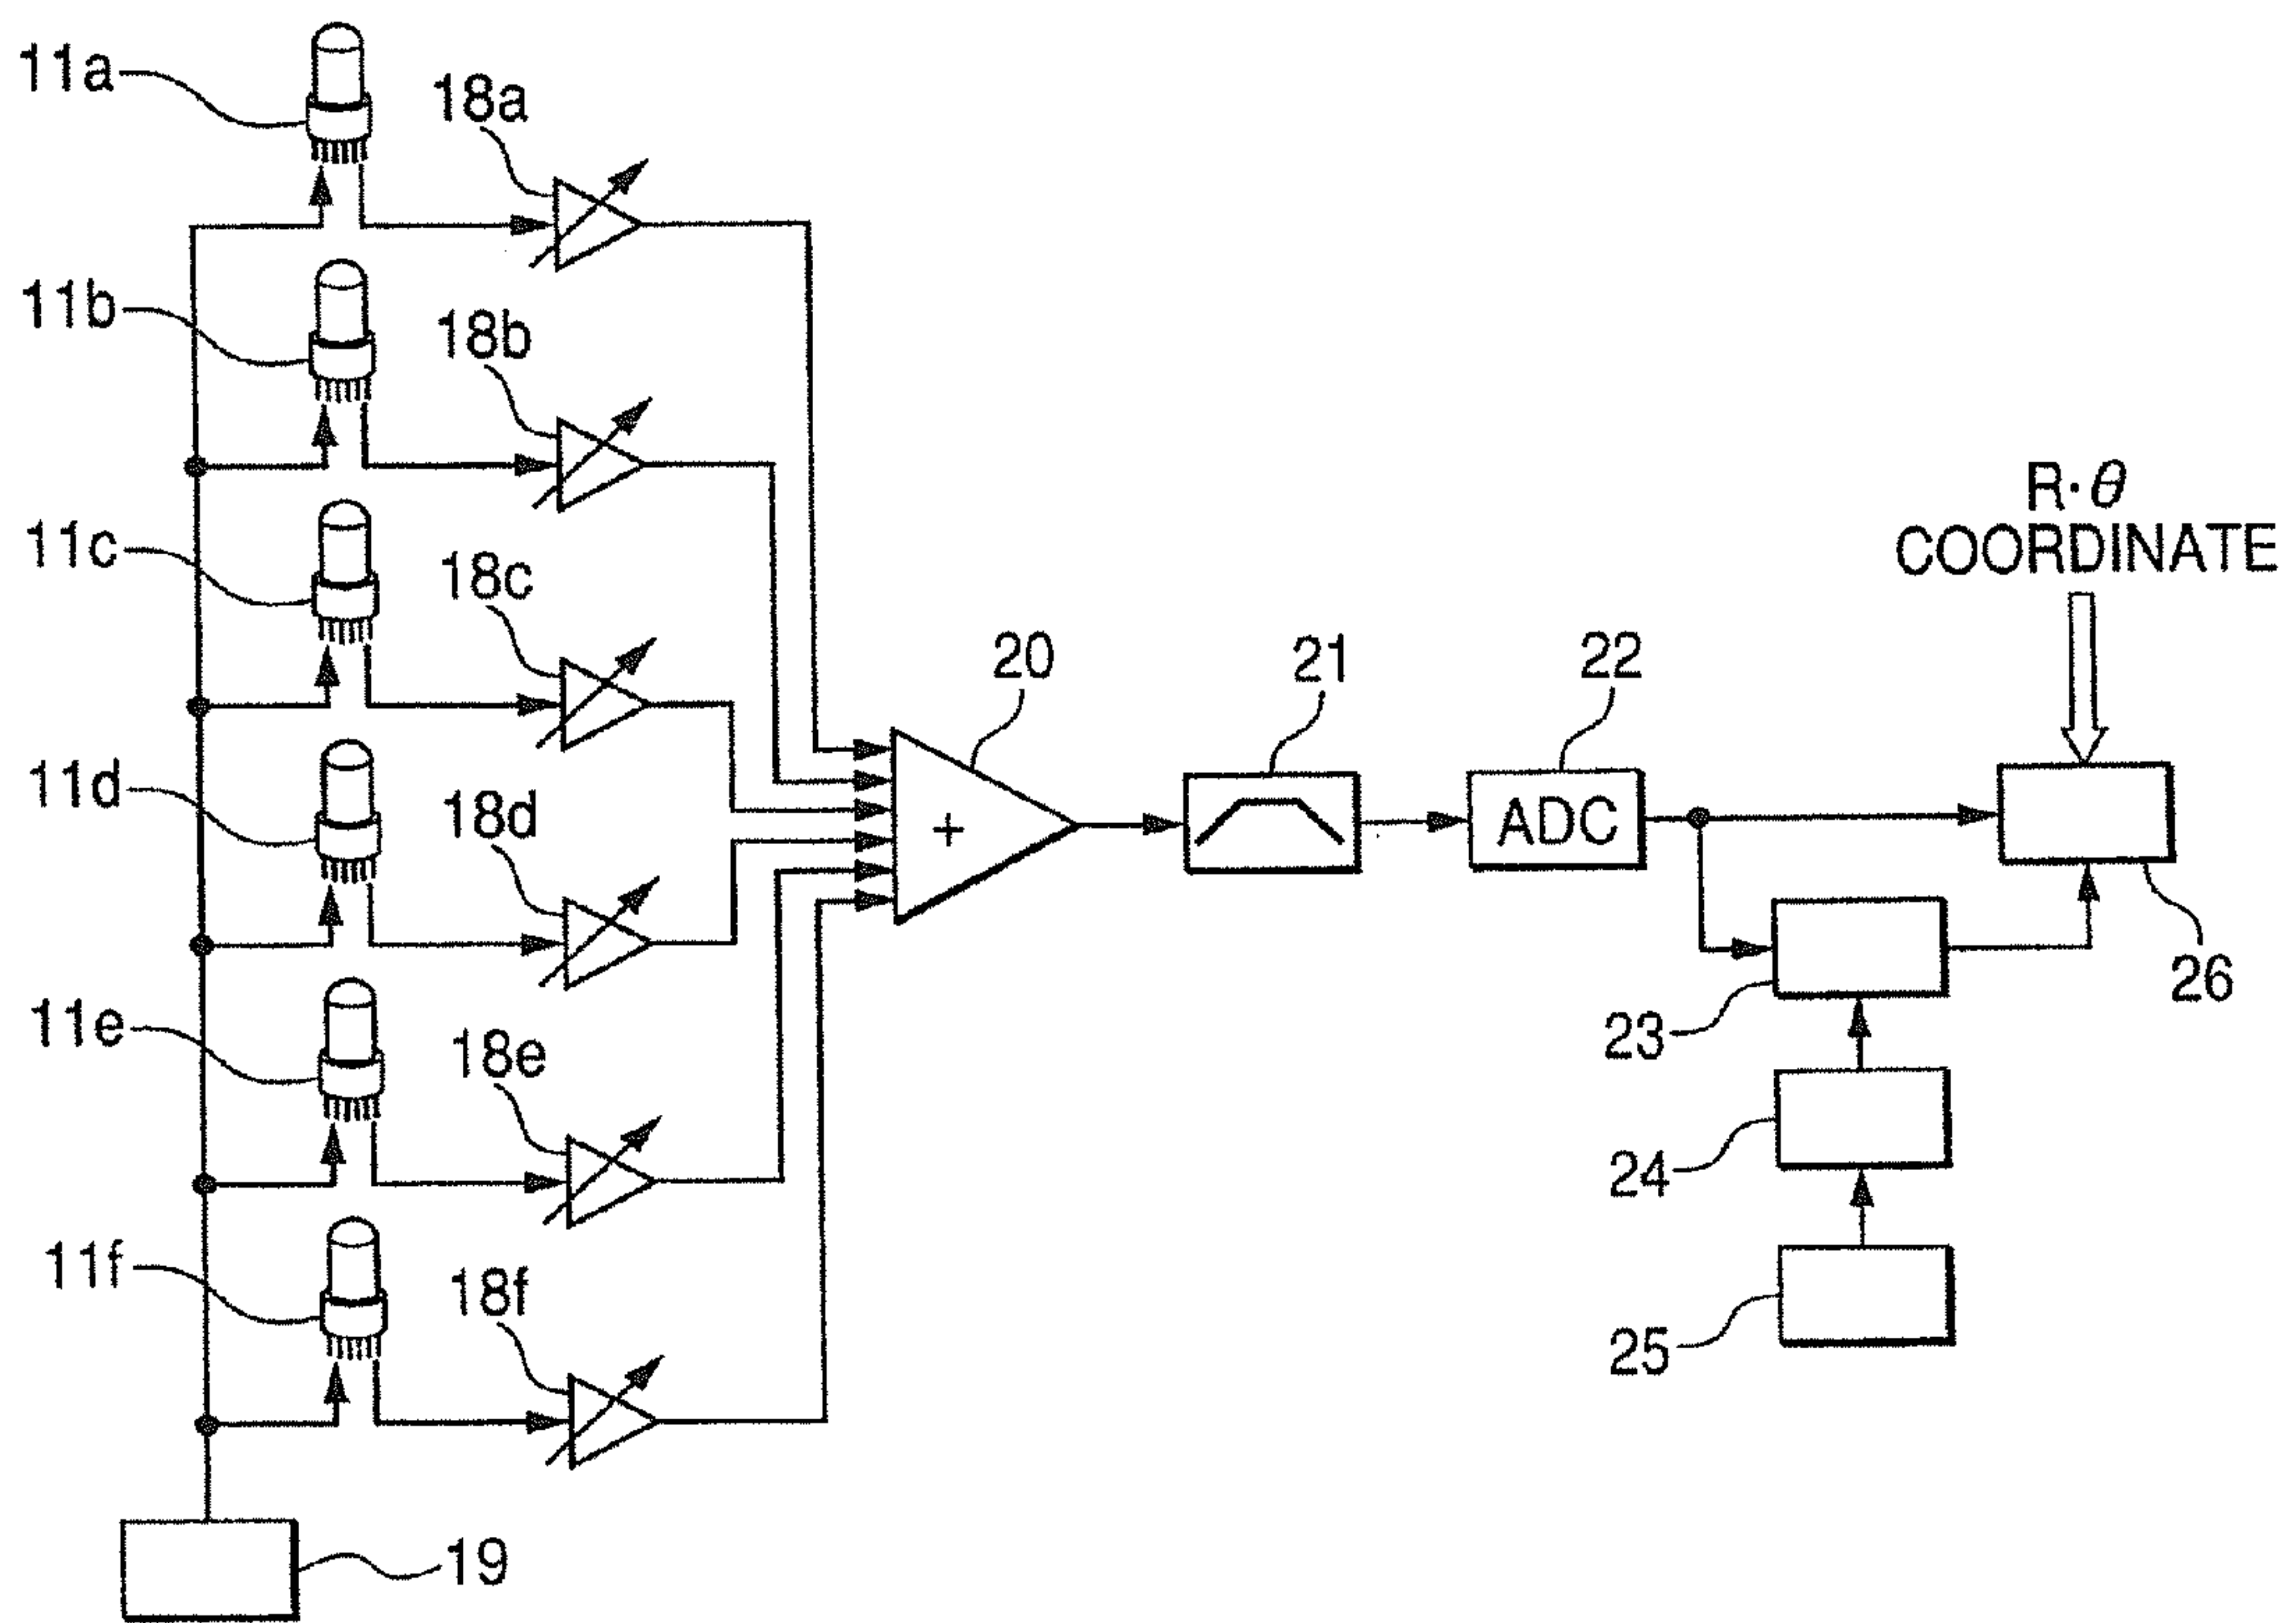 11a
18a
11b
18b
11c
18c
11d
18d
11e
18e
11f
18f
19
20
+
21
22
ADC
R·θ
COORDINATE
26
23
24
25